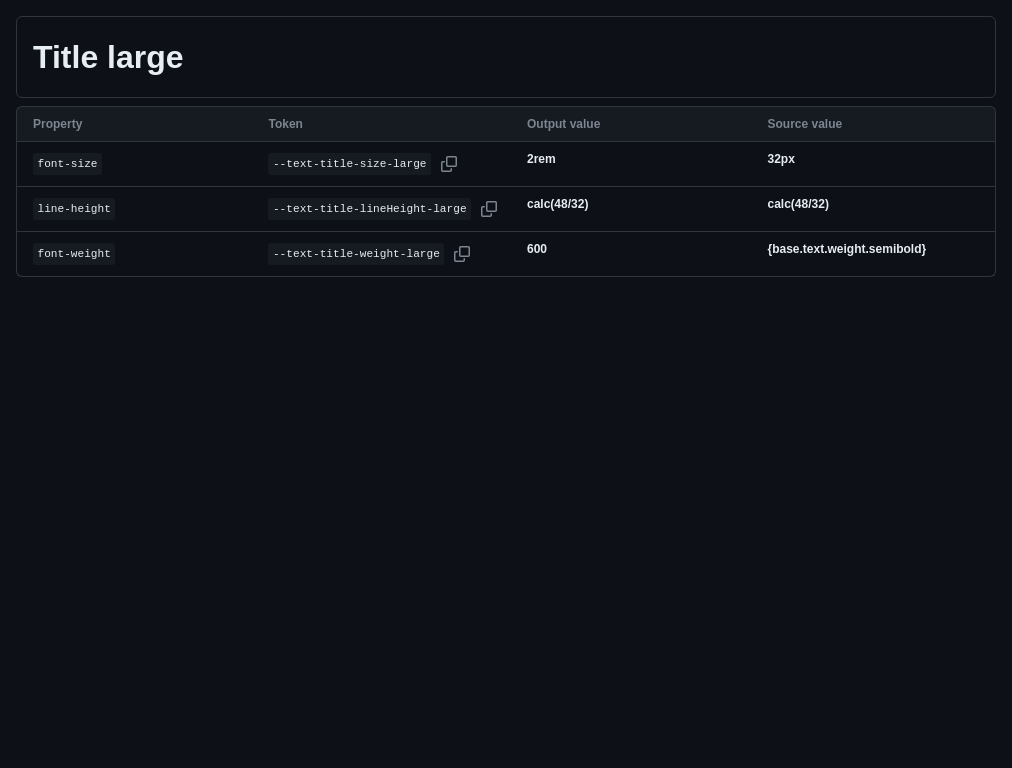 Title large
Property Token Output value Source value
font-size --text-title-size-large 2rem 32px
line-height --text-title-lineHeight-large calc(48/32) calc(48/32)
font-weight --text-title-weight-large 600 {base.text.weight.semibold}